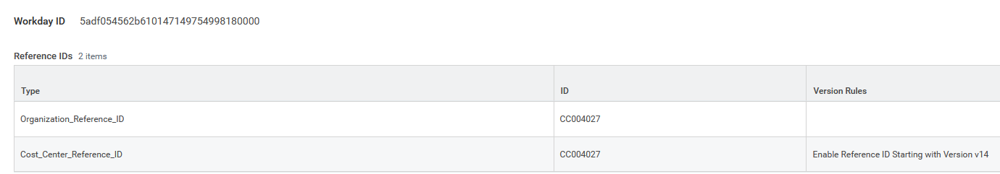 Workday ID 5adf054562b610147149754998180000
Reference IDs 2 items
Type ID Version Rules
Organization_Reference_ID CC004027
Cost_Center_Reference_ID CC004027 Enable Reference ID Starting with Version v14